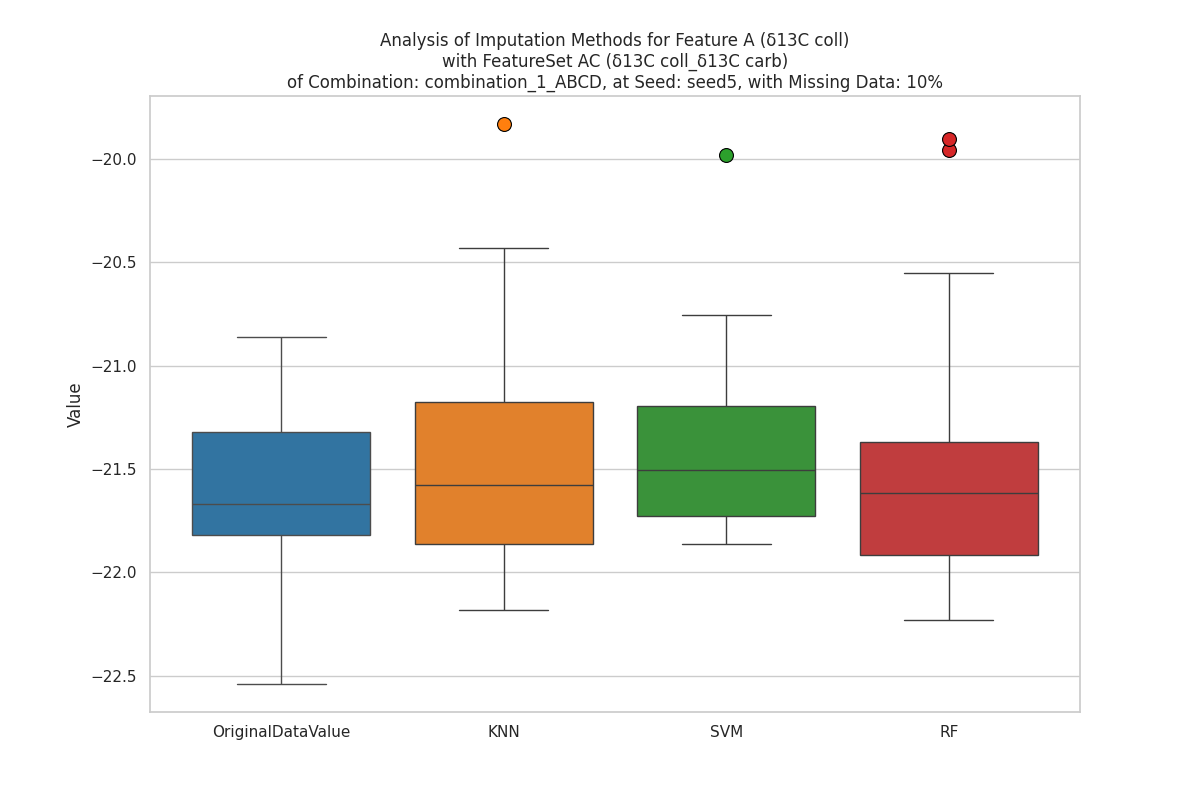 Analysis of Imputation Methods for Feature A (δ13C coll)
with FeatureSet AC (δ13C coll_δ13C carb)
of Combination: combination_1_ABCD, at Seed: seed5, with Missing Data: 10%
−20.0
−20.5
−21.0
−21.5
−22.0
−22.5
Value
OriginalDataValue
KNN
SVM
RF